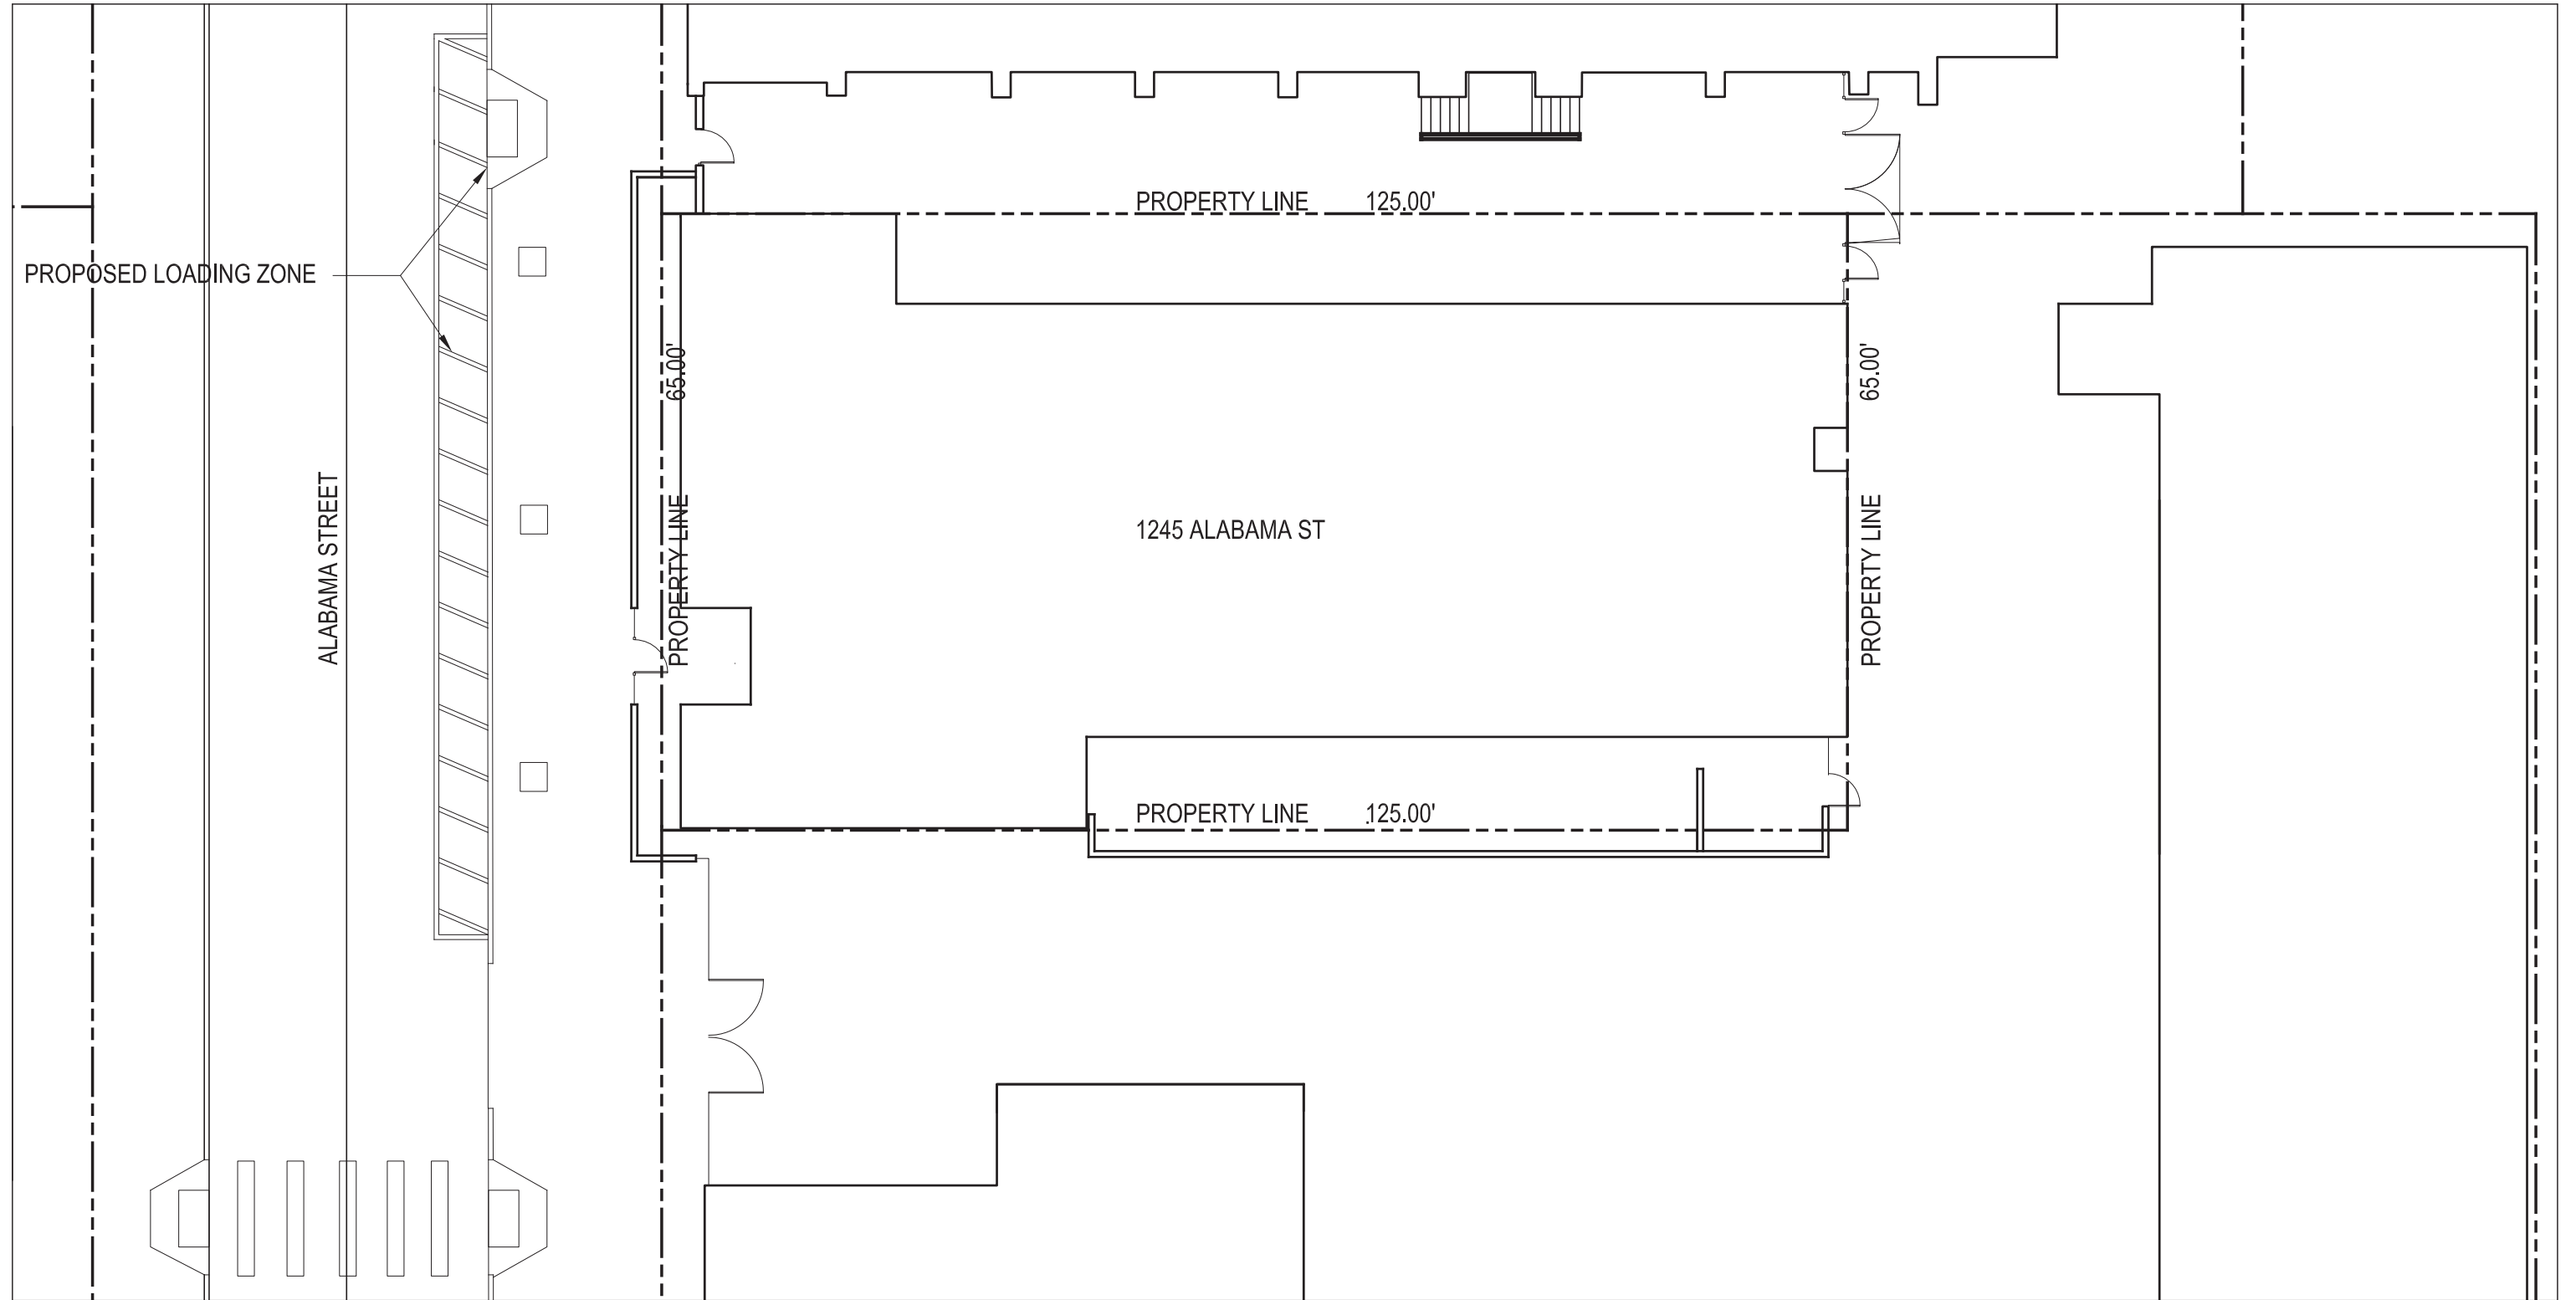 PROPERTY LINE 125.00'
PROPOSED LOADING ZONE
65.00'
65.00'
ALABAMA STREET
PROPERTY LINE
1245 ALABAMA ST
PROPERTY LINE
PROPERTY LINE 125.00'